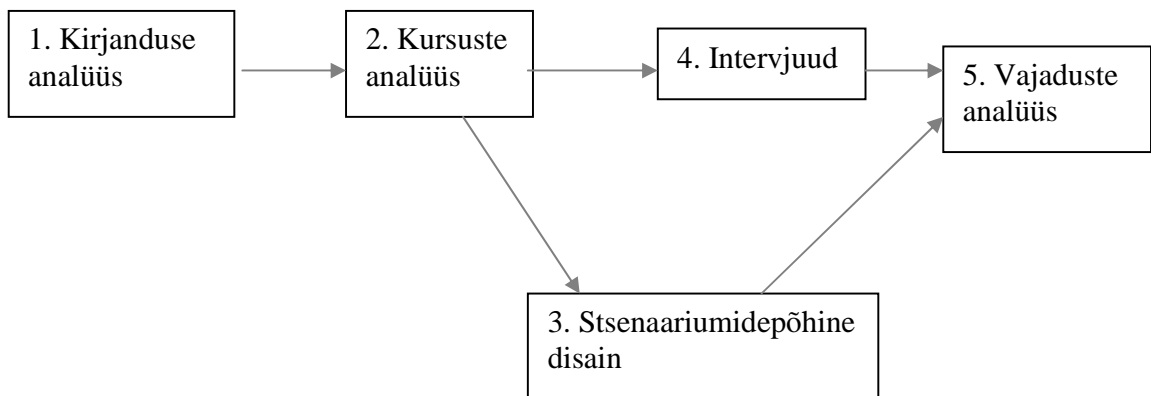 1. Kirjanduse
analüüs
2. Kursuste
analüüs
4. Intervjuud
5. Vajaduste
analüüs
3. Stsenaariumidepõhine
disain